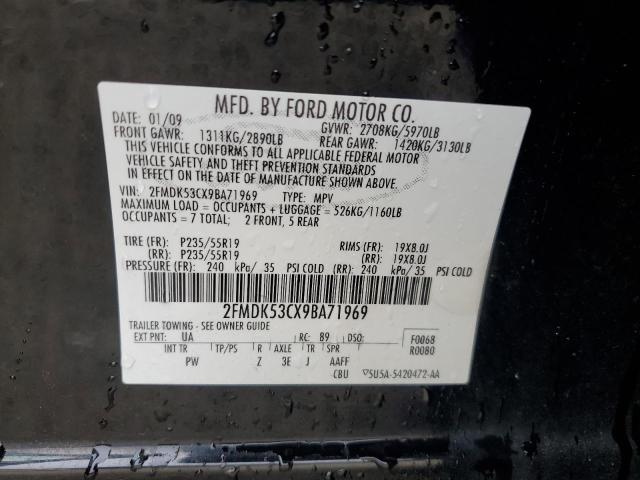 MFD. BY FORD MOTOR CO.
DATE: 01/09 GVWR: 2708KG/5970LB
FRONT GAWR: 1311KG/2890LB REAR GAWR: 1420KG/3130LB
THIS VEHICLE CONFORMS TO ALL APPLICABLE FEDERAL MOTOR
VEHICLE SAFETY AND THEFT PREVENTION STANDARDS
IN EFFECT ON THE DATE OF MANUFACTURE SHOWN ABOVE.
VIN: 2FMDK53CX9BA71969 TYPE: MPV
MAXIMUM LOAD = OCCUPANTS + LUGGAGE = 526KG/1160LB
OCCUPANTS = 7 TOTAL: 2 FRONT, 5 REAR
TIRE (FR): P235/55R19 RIMS (FR): 19X8.0J
(RR): P235/55R19 (RR): 19X8.0J
PRESSURE (FR): 240 kPa/ 35 PSI COLD (RR): 240 kPa/ 35 PSI COLD
2FMDK53CX9BA71969
TRAILER TOWING - SEE OWNER GUIDE
EXT PNT: UA RC: 89 DSO: F0068
R0080
INT TR TP/PS R AXLE TR SPR
PW Z 3E J AAFF
CBU 5U5A-5420472-AA